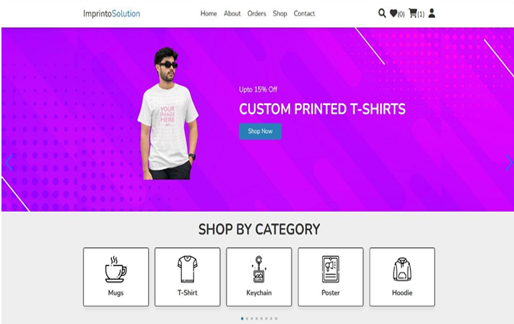 ImprintoSolution
Home About Orders Shop Contact
(0) (1)
Upto 15% Off
CUSTOM PRINTED T-SHIRTS
Shop Now
YOUR
IMAGE
HERE
SHOP BY CATEGORY
Mugs T-Shirt Keychain Poster Hoodie